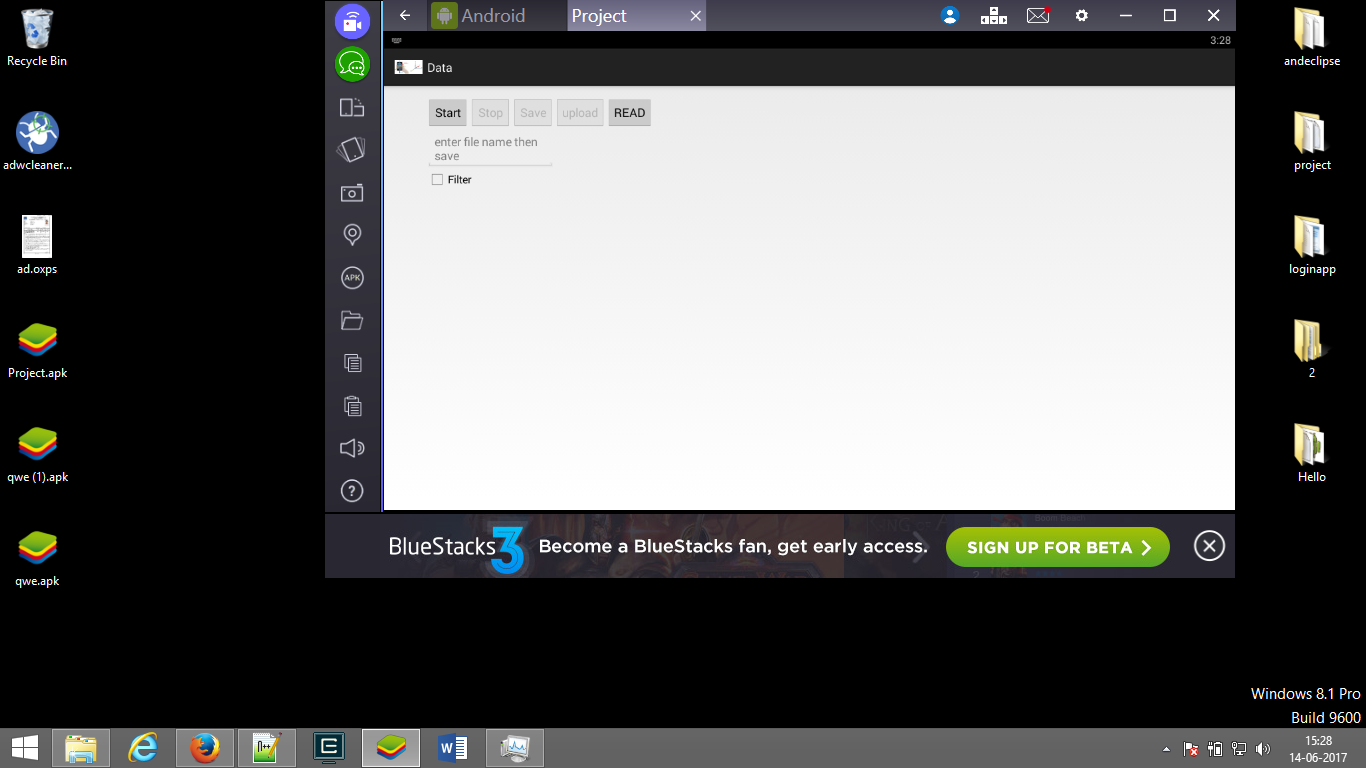 Recycle Bin
adwcleaner...
ad.oxps
Project.apk
qwe (1).apk
qwe.apk
Android
Project
3:28
Data
Start
Stop
Save
upload
READ
enter file name then
save
Filter
APK
?
BlueStacks 3
Become a BlueStacks fan, get early access.
SIGN UP FOR BETA
andeclipse
project
loginapp
2
Hello
Windows 8.1 Pro
Build 9600
15:28
14-06-2017